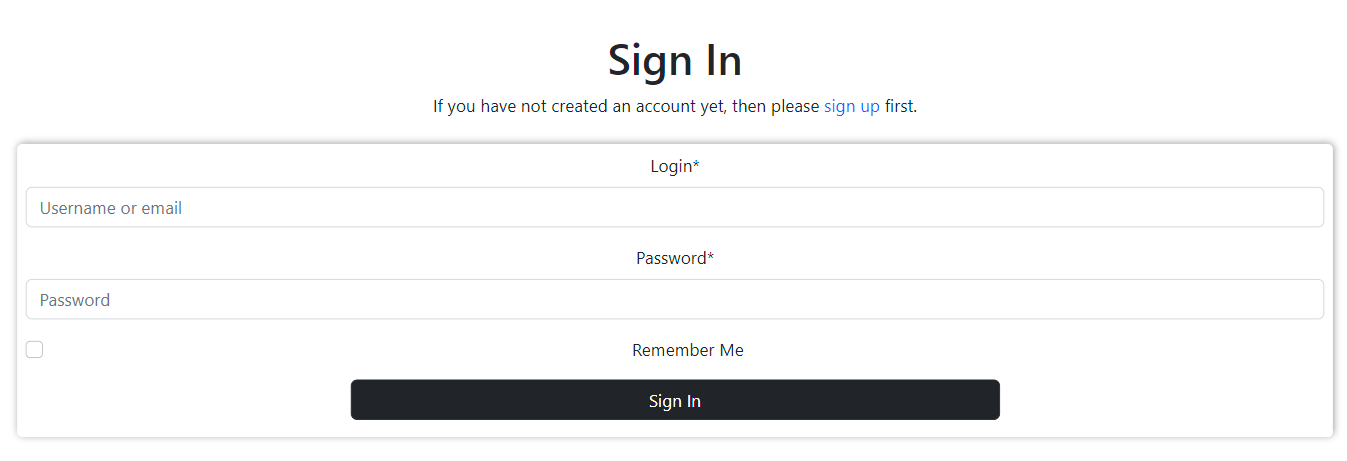 Sign In
If you have not created an account yet, then please sign up first.
Login*
Username or email
Password*
Password
Remember Me
Sign In